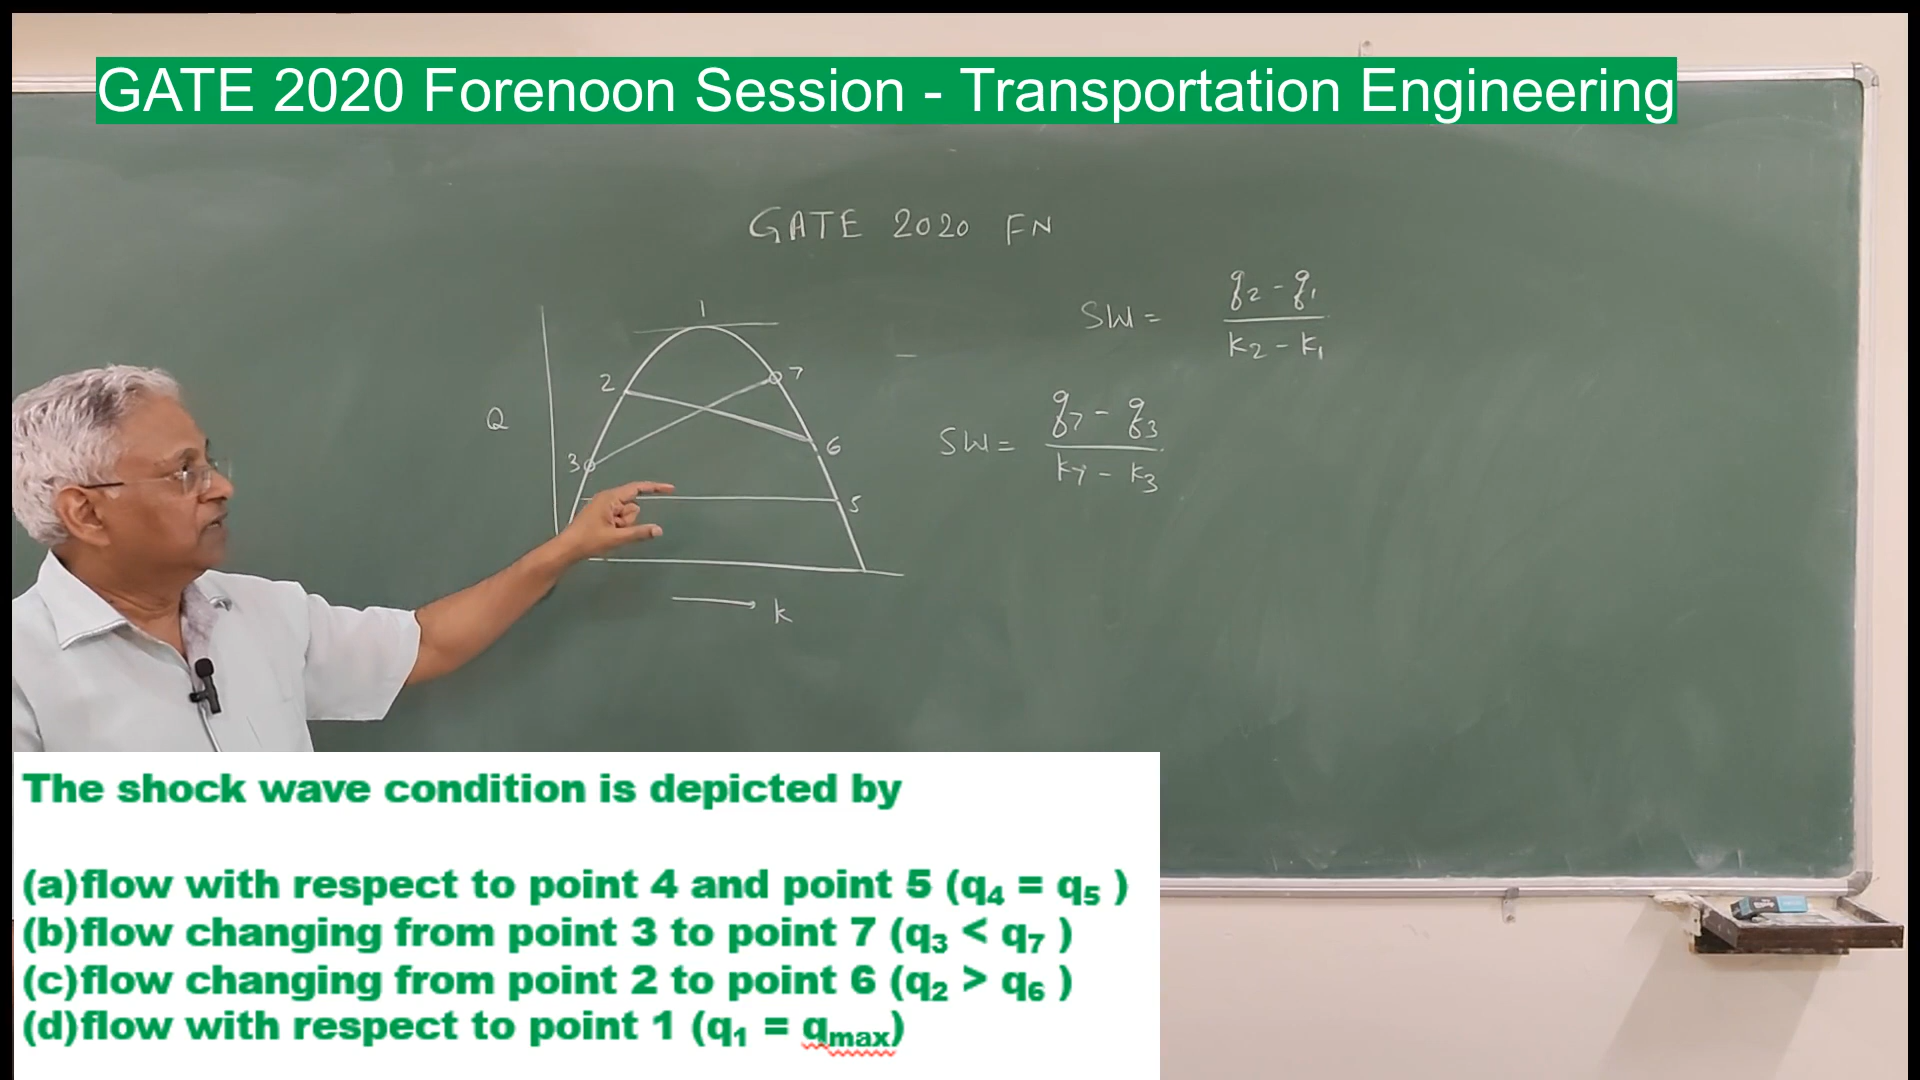 GATE 2020 Forenoon Session - Transportation Engineering
GATE 2020 FN
1
2
7
3
6
5
Q
k
SW = q2 - q1 / k2 - k1
SW = q7 - q3 / k7 - k3
The shock wave condition is depicted by
(a)flow with respect to point 4 and point 5 (q4 = q5 )
(b)flow changing from point 3 to point 7 (q3 < q7 )
(c)flow changing from point 2 to point 6 (q2 > q6 )
(d)flow with respect to point 1 (q1 = qmax)